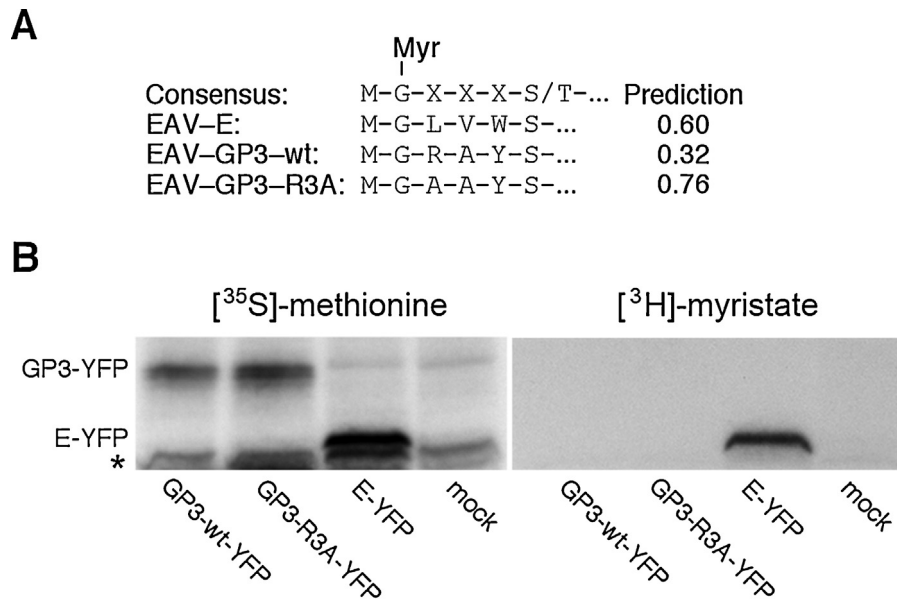 A
Myr
Consensus: M-G-X-X-X-S/T-... Prediction
EAV–E: M-G-L-V-W-S-... 0.60
EAV–GP3–wt: M-G-R-A-Y-S-... 0.32
EAV–GP3–R3A: M-G-A-A-Y-S-... 0.76
B
[³⁵S]-methionine [³H]-myristate
GP3-YFP
E-YFP
*
GP3-wt-YFP GP3-R3A-YFP E-YFP mock GP3-wt-YFP GP3-R3A-YFP E-YFP mock